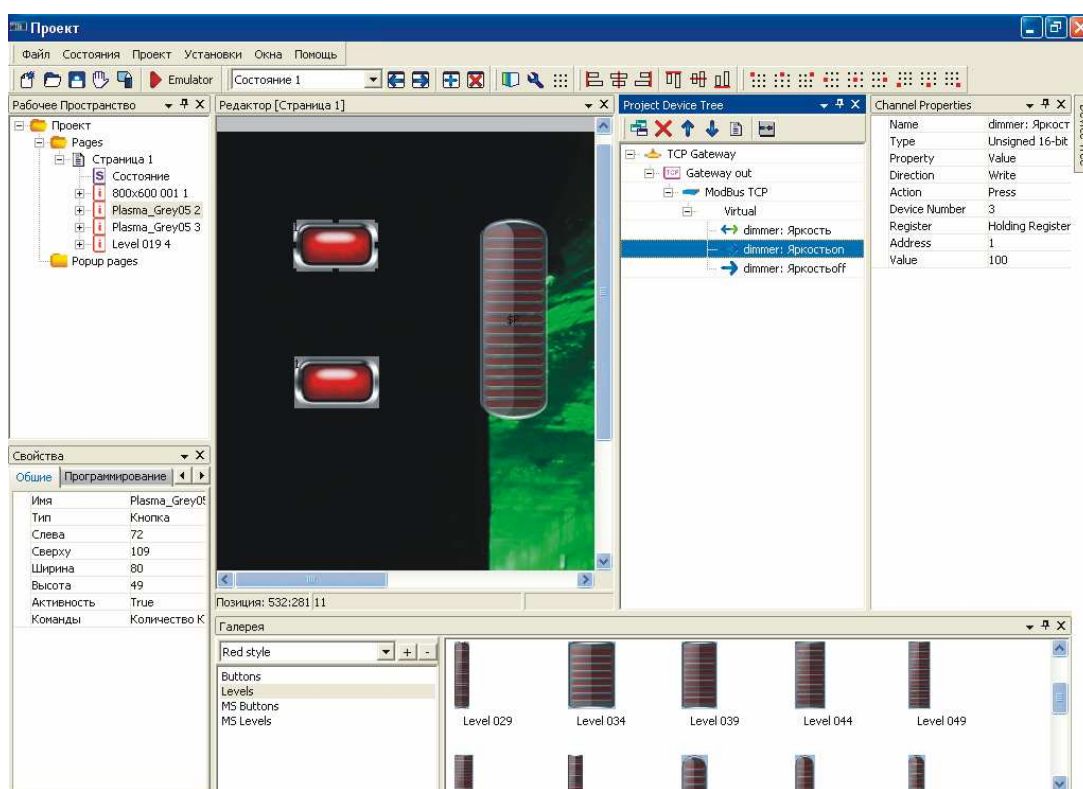 Проект
Файл Состояния Проект Установки Окна Помощь
Emulator Состояние 1
Рабочее Пространство
Проект
Pages
Страница 1
S Состояние
800x600 001 1
Plasma_Grey05 2
Plasma_Grey05 3
Level 019 4
Popup pages
Редактор [Страница 1]
1
$P
1
Позиция: 532:281 11
Project Device Tree
TCP Gateway
TCP Gateway out
ModBus TCP
Virtual
dimmer: Яркость
dimmer: Яркостьon
dimmer: Яркостьoff
Channel Properties
Name dimmer: Яркост
Type Unsigned 16-bit
Property Value
Direction Write
Action Press
Device Number 3
Register Holding Register
Address 1
Value 100
Свойства
Общие Программирование
Имя Plasma_Grey05
Тип Кнопка
Слева 72
Сверху 109
Ширина 80
Высота 49
Активность True
Команды Количество К
Галерея
Red style + -
Buttons
Levels
MS Buttons
MS Levels
Level 029 Level 034 Level 039 Level 044 Level 049